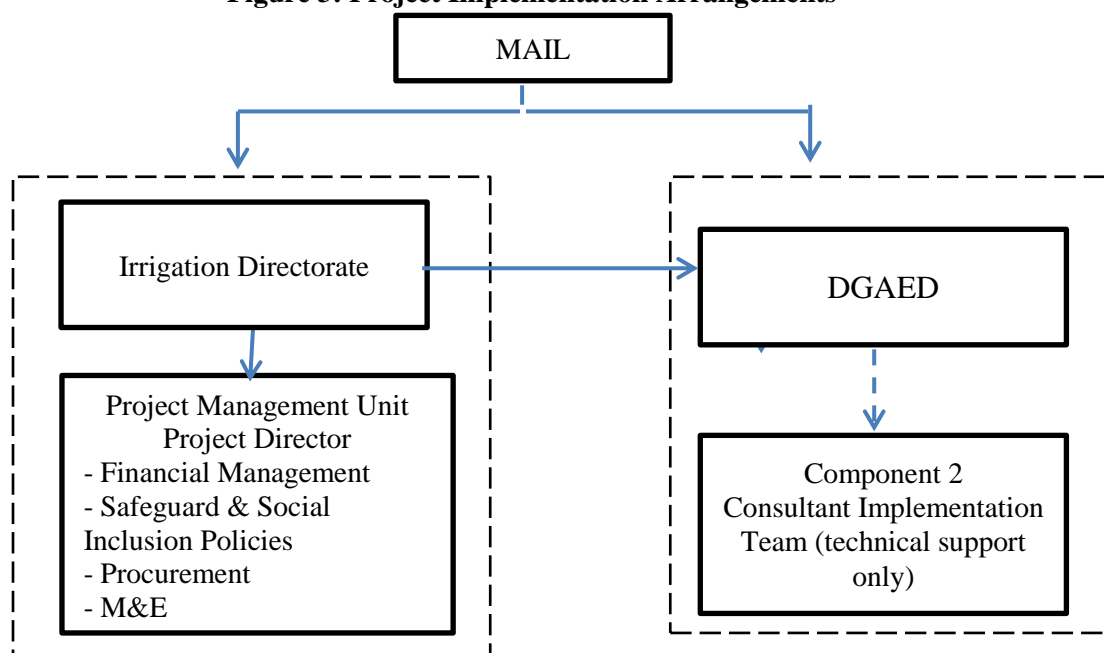 Figure 3: Project Implementation Arrangements
MAIL
Irrigation Directorate
DGAED
Project Management Unit
Project Director
- Financial Management
- Safeguard & Social
Inclusion Policies
- Procurement
- M&E
Component 2
Consultant Implementation
Team (technical support
only)